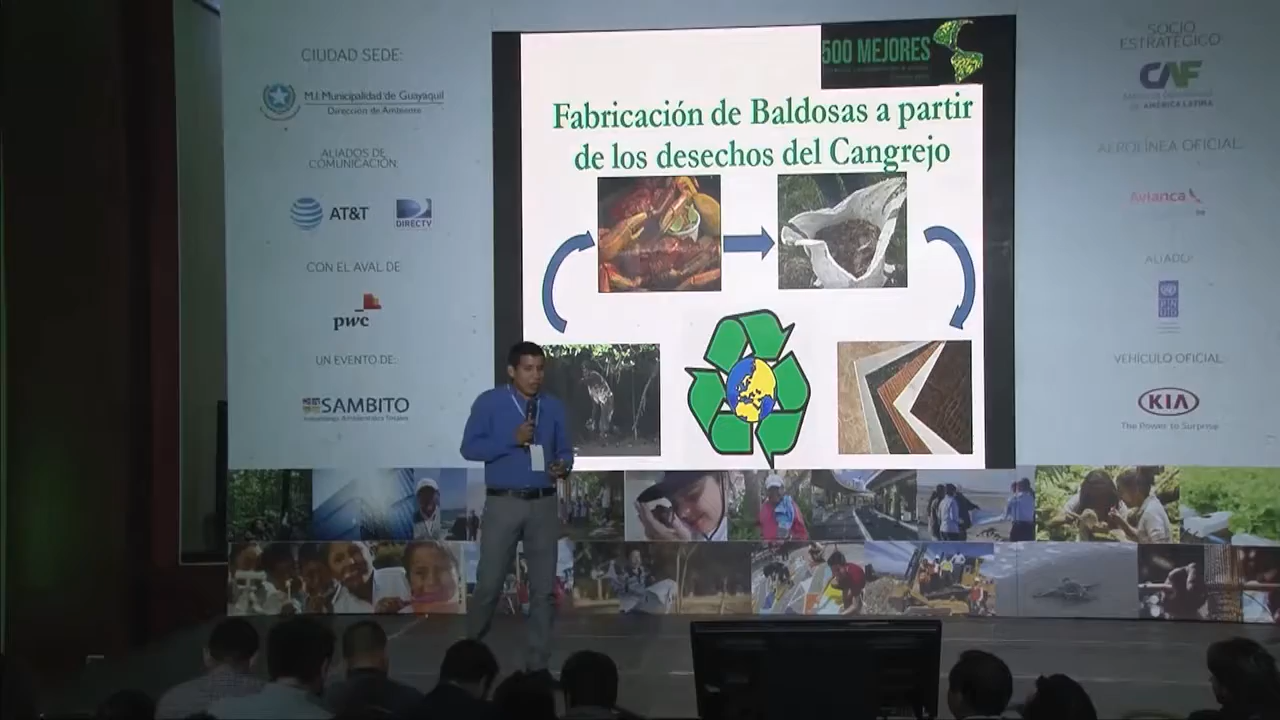 CIUDAD SEDE:
M.I. Municipalidad de Guayaquil
Dirección de Ambiente
ALIADOS DE
COMUNICACIÓN:
AT&T
DIRECTV
CON EL AVAL DE
pwc
UN EVENTO DE:
SAMBITO
500 MEJORES
Fabricación de Baldosas a partir
de los desechos del Cangrejo
SOCIO
ESTRATÉGICO
CAF
DE AMÉRICA LATINA
AEROLÍNEA OFICIAL:
Avianca
ALIADO:
VEHÍCULO OFICIAL:
KIA
The Power to Surprise